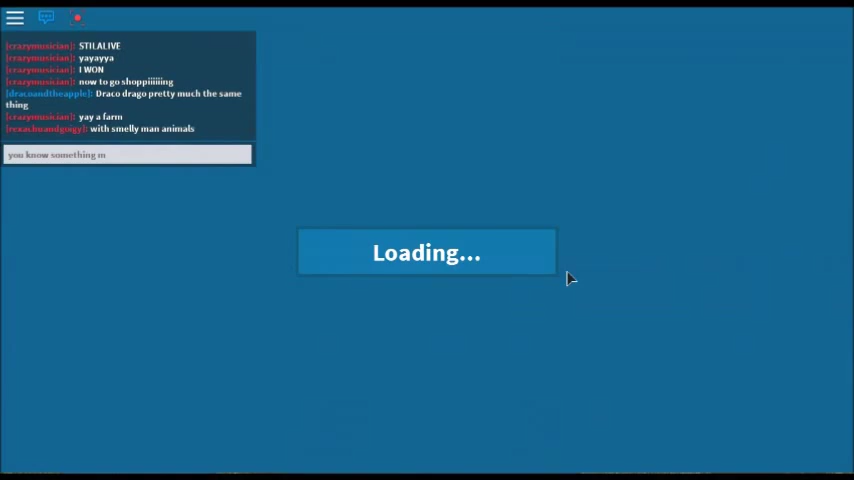 [crazymusician]: STILALIVE
[crazymusician]: yayayya
[crazymusician]: I WON
[crazymusician]: now to go shoppiiiiiing
[dracoandtheapple]: Draco drago pretty much the same
thing
[crazymusician]: yay a farm
with smelly man animals
you know something m
Loading...